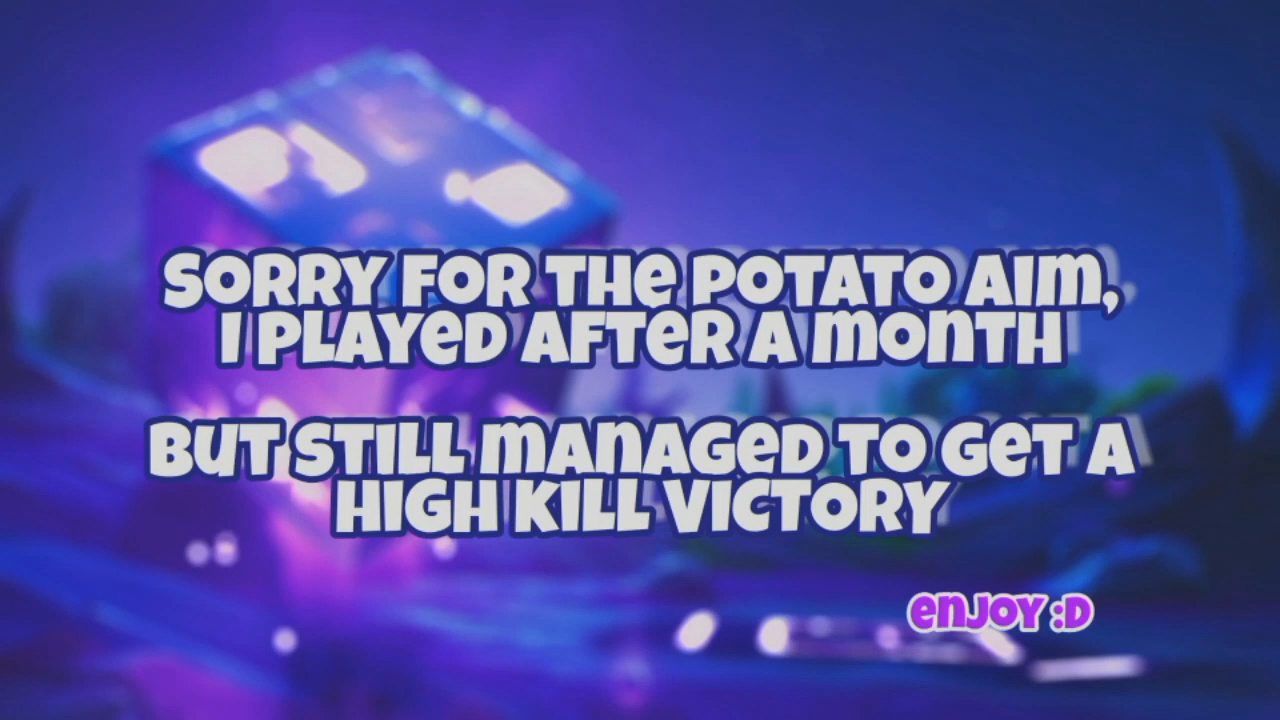 SORRY FOR THE POTATO AIM,
I PLAYED AFTER A MONTH
BUT STILL MANAGED TO GET A
HIGH KILL VICTORY
ENJOY :D